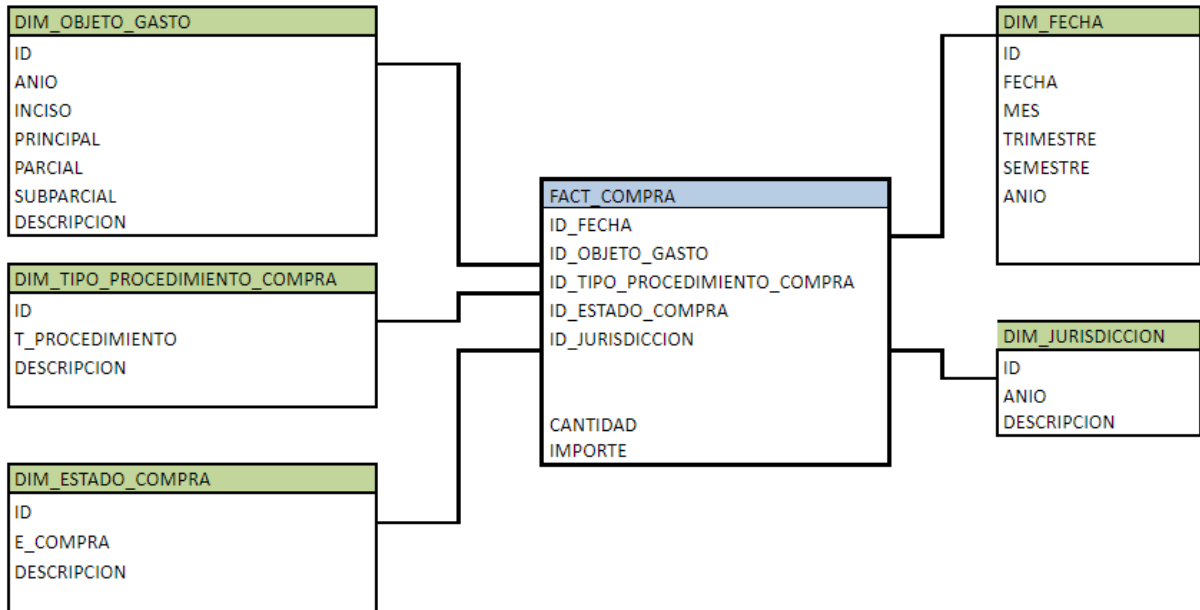 DIM_OBJETO_GASTO
ID
ANIO
INCISO
PRINCIPAL
PARCIAL
SUBPARCIAL
DESCRIPCION
DIM_TIPO_PROCEDIMIENTO_COMPRA
ID
T_PROCEDIMIENTO
DESCRIPCION
DIM_ESTADO_COMPRA
ID
E_COMPRA
DESCRIPCION
FACT_COMPRA
ID_FECHA
ID_OBJETO_GASTO
ID_TIPO_PROCEDIMIENTO_COMPRA
ID_ESTADO_COMPRA
ID_JURISDICCION
CANTIDAD
IMPORTE
DIM_FECHA
ID
FECHA
MES
TRIMESTRE
SEMESTRE
ANIO
DIM_JURISDICCION
ID
ANIO
DESCRIPCION